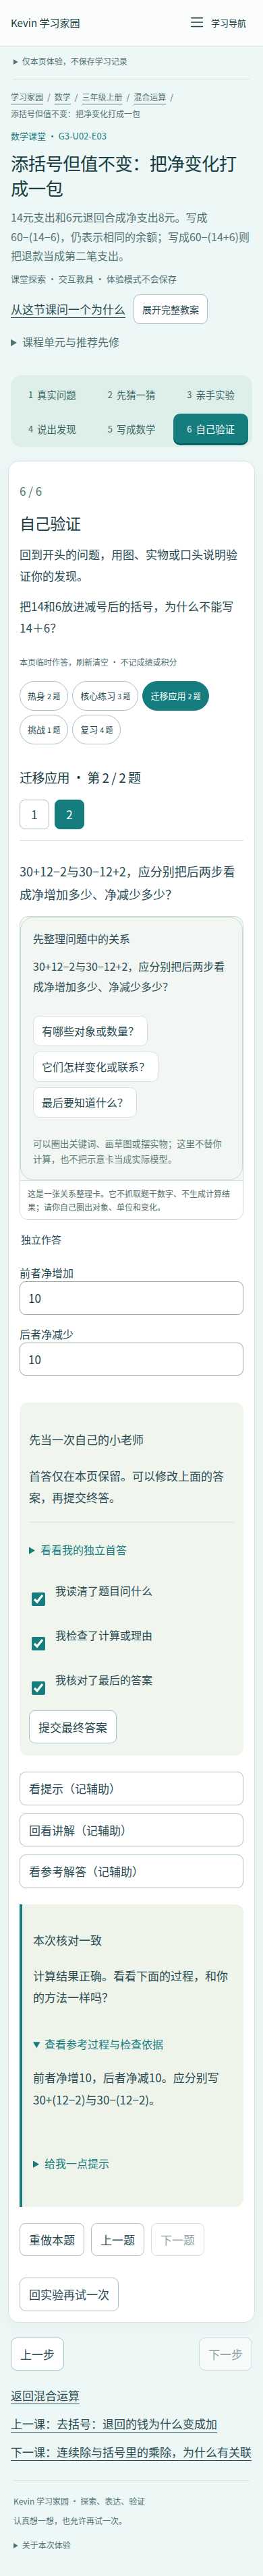 Kevin 学习家园
学习导航
仅本页体验，不保存学习记录
学习家园 / 数学 / 三年级上册 / 混合运算 /
添括号但值不变：把净变化打成一包
数学课堂 · G3-U02-E03
添括号但值不变：把净变化打
成一包
14元支出和6元退回合成净支出8元。写成
60−(14−6)，仍表示相同的余额；写成60−(14+6)则
把退款当成第二笔支出。
课堂探索 · 交互教具 · 体验模式不会保存
从这节课问一个为什么
展开完整教案
课程单元与推荐先修
1 真实问题
2 先猜一猜
3 亲手实验
4 说出发现
5 写成数学
6 自己验证
6 / 6
自己验证
回到开头的问题，用图、实物或口头说明验
证你的发现。
把14和6放进减号后的括号，为什么不能写
14＋6？
本页临时作答，刷新清空 · 不记成绩或积分
热身 2 题
核心练习 3 题
迁移应用 2 题
挑战 1 题
复习 4 题
迁移应用 · 第 2 / 2 题
1
2
30+12−2与30−12+2，应分别把后两步看
成净增加多少、净减少多少？
先整理问题中的关系
30+12−2与30−12+2，应分别把后两步看
成净增加多少、净减少多少？
有哪些对象或数量？
它们怎样变化或联系？
最后要知道什么？
可以圈出关键词、画草图或摆实物；这里不替你
计算，也不把示意卡当成实际模型。
这是一张关系整理卡。它不抓取题干数字、不生成计算结
果；请你自己圈出对象、单位和变化。
独立作答
前者净增加
10
后者净减少
10
先当一次自己的小老师
首答仅在本页保留。可以修改上面的答
案，再提交终答。
看看我的独立首答
我读清了题目问什么
我检查了计算或理由
我核对了最后的答案
提交最终答案
看提示（记辅助）
回看讲解（记辅助）
看参考解答（记辅助）
本次核对一致
计算结果正确。看看下面的过程，和你
的方法一样吗？
查看参考过程与检查依据
前者净增10，后者净减10。应分别写
30+(12−2)与30−(12−2)。
给我一点提示
重做本题
上一题
下一题
回实验再试一次
上一步
下一步
返回混合运算
上一课：去括号：退回的钱为什么变成加
下一课：连续除与括号里的乘除，为什么有关联
Kevin 学习家园 · 探索、表达、验证
认真想一想，也允许再试一次。
关于本次体验